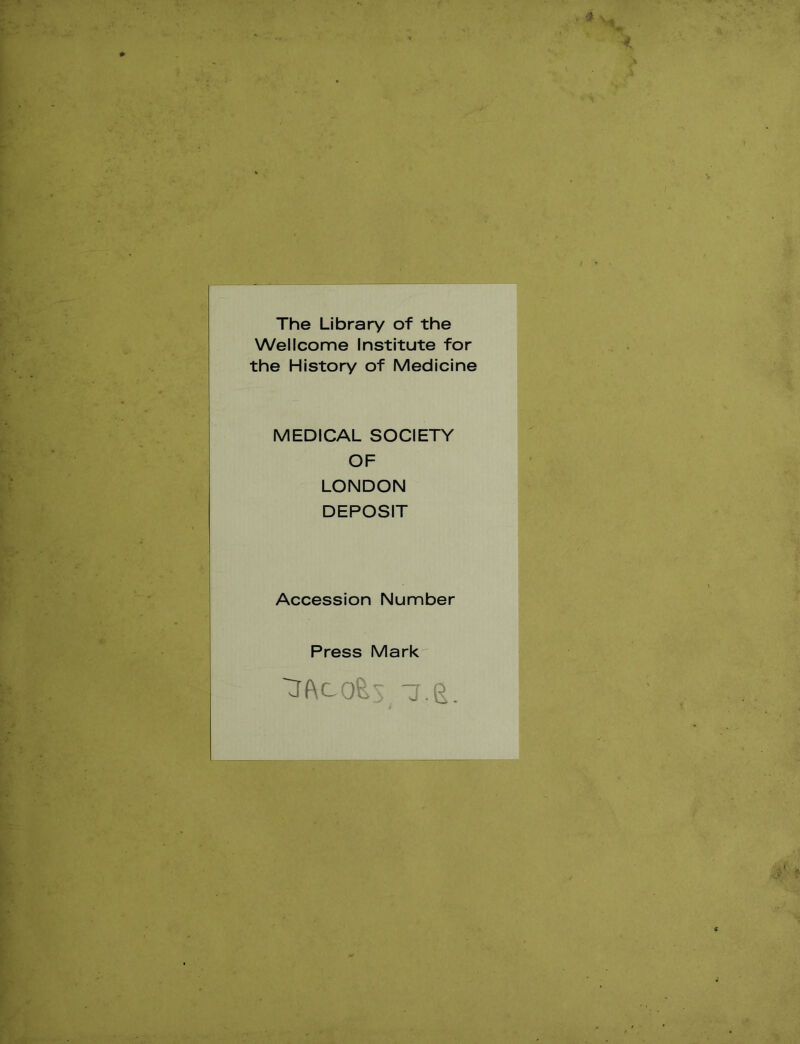 The Library of the
Wellcome Institute for
the History of Medicine
MEDICAL SOCIETY
OF
LONDON
DEPOSIT
Accession Number
Press Mark
JACOBS, J.B.